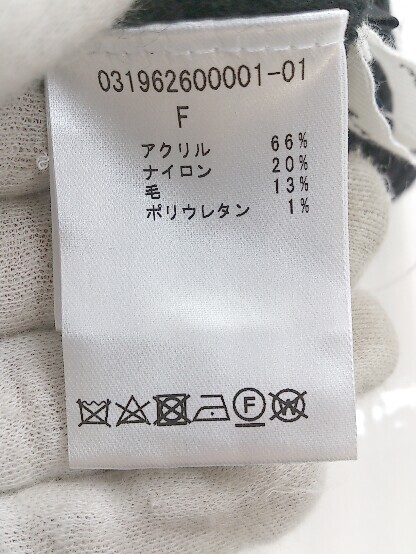 031962600001-01
F
アクリル 66%
ナイロン 20%
毛 13%
ポリウレタン 1%
F W